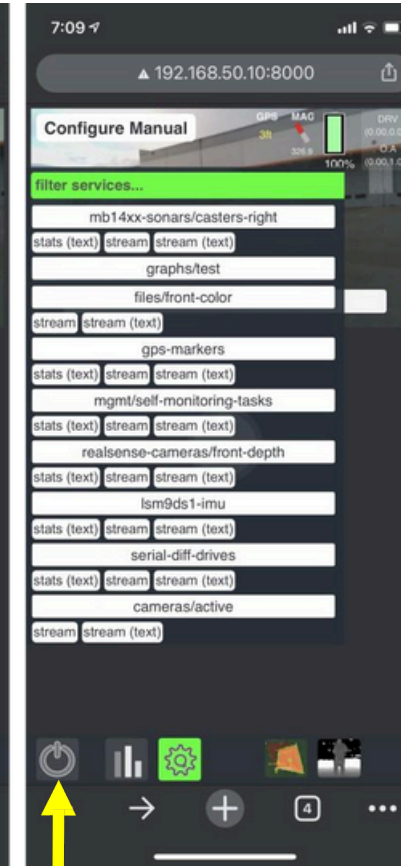 7:09
192.168.50.10:8000
Configure Manual
GPS MAG DRV
3ft
326.9
O.A
100%
filter services...
mb14xx-sonars/casters-right
stats (text) stream stream (text)
graphs/test
files/front-color
stream stream (text)
gps-markers
stats (text) stream stream (text)
mgmt/self-monitoring-tasks
stats (text) stream stream (text)
realsense-cameras/front-depth
stats (text) stream stream (text)
lsm9ds1-imu
stats (text) stream stream (text)
serial-diff-drives
stats (text) stream stream (text)
cameras/active
stream stream (text)
4